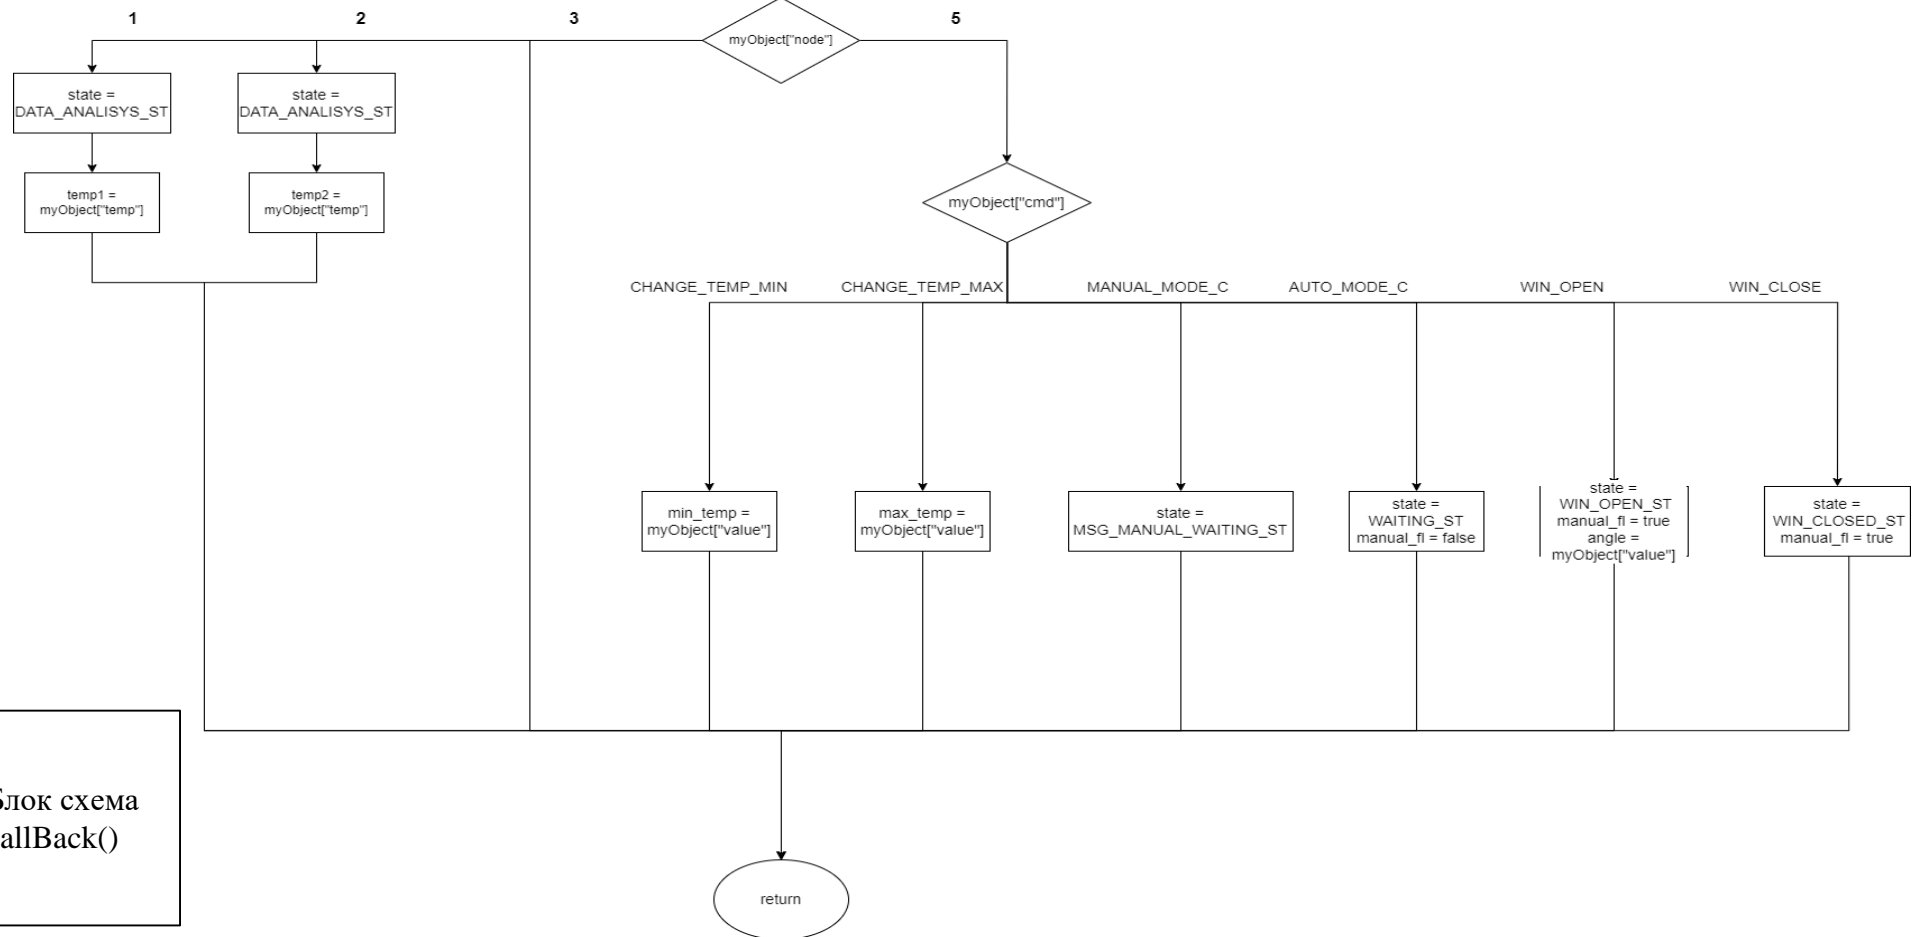 1
2
3
5
myObject["node"]
state =
DATA_ANALISYS_ST
state =
DATA_ANALISYS_ST
temp1 =
myObject["temp"]
temp2 =
myObject["temp"]
myObject["cmd"]
CHANGE_TEMP_MIN
CHANGE_TEMP_MAX
MANUAL_MODE_C
AUTO_MODE_C
WIN_OPEN
WIN_CLOSE
min_temp =
myObject["value"]
max_temp =
myObject["value"]
state =
MSG_MANUAL_WAITING_ST
state =
WAITING_ST
manual_fl = false
state =
WIN_OPEN_ST
manual_fl = true
angle =
myObject["value"]
state =
WIN_CLOSED_ST
manual_fl = true
Блок схема
allBack()
return